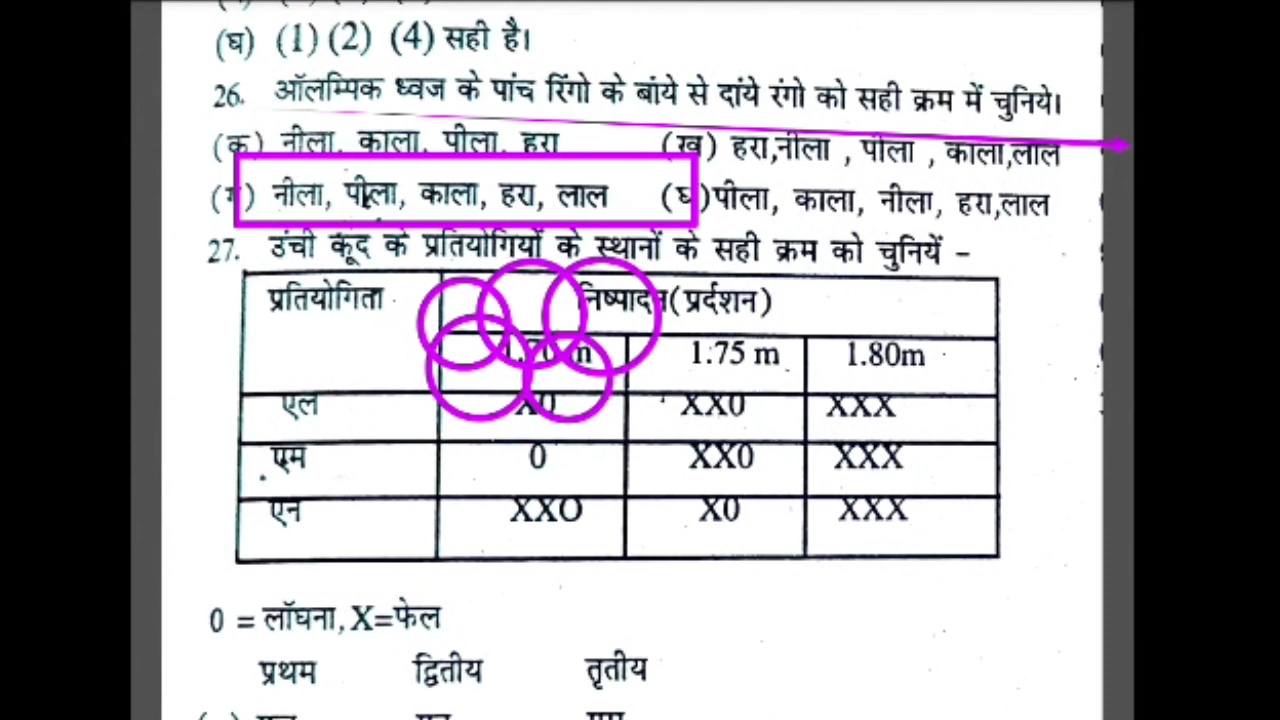 (घ) (1) (2) (4) सही है।
26. ऑलम्पिक ध्वज के पांच रिंगो के बांये से दांये रंगो को सही क्रम में चुनिये।
(क) नीला, काला, पीला, हरा (ख) हरा,नीला , पीला , काला,लाल
(ग) नीला, पीला, काला, हरा, लाल (घ)पीला, काला, नीला, हरा,लाल
27. उंची कूद के प्रतियोगियों के स्थानों के सही क्रम को चुनियें -
प्रतियोगिता निष्पादन(प्रर्दशन)
1.70m 1:75 m 1.80m
एल X0 XX0 XXX
एम 0 XX0 XXX
एन XXO X0 XXX
0 = लॉघना, X=फेल
प्रथम द्वितीय तृतीय